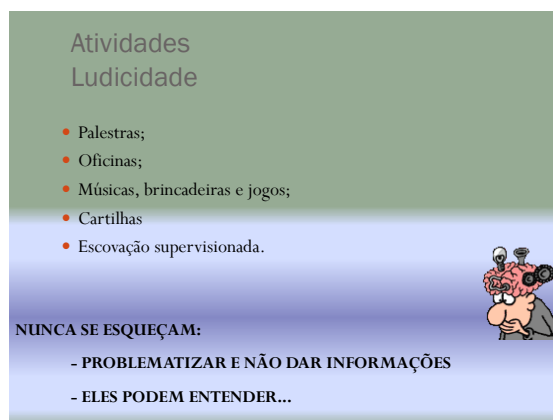 Atividades
Ludicidade
• Palestras;
• Oficinas;
• Músicas, brincadeiras e jogos;
• Cartilhas
• Escovação supervisionada.
NUNCA SE ESQUEÇAM:
- PROBLEMATIZAR E NÃO DAR INFORMAÇÕES
- ELES PODEM ENTENDER...